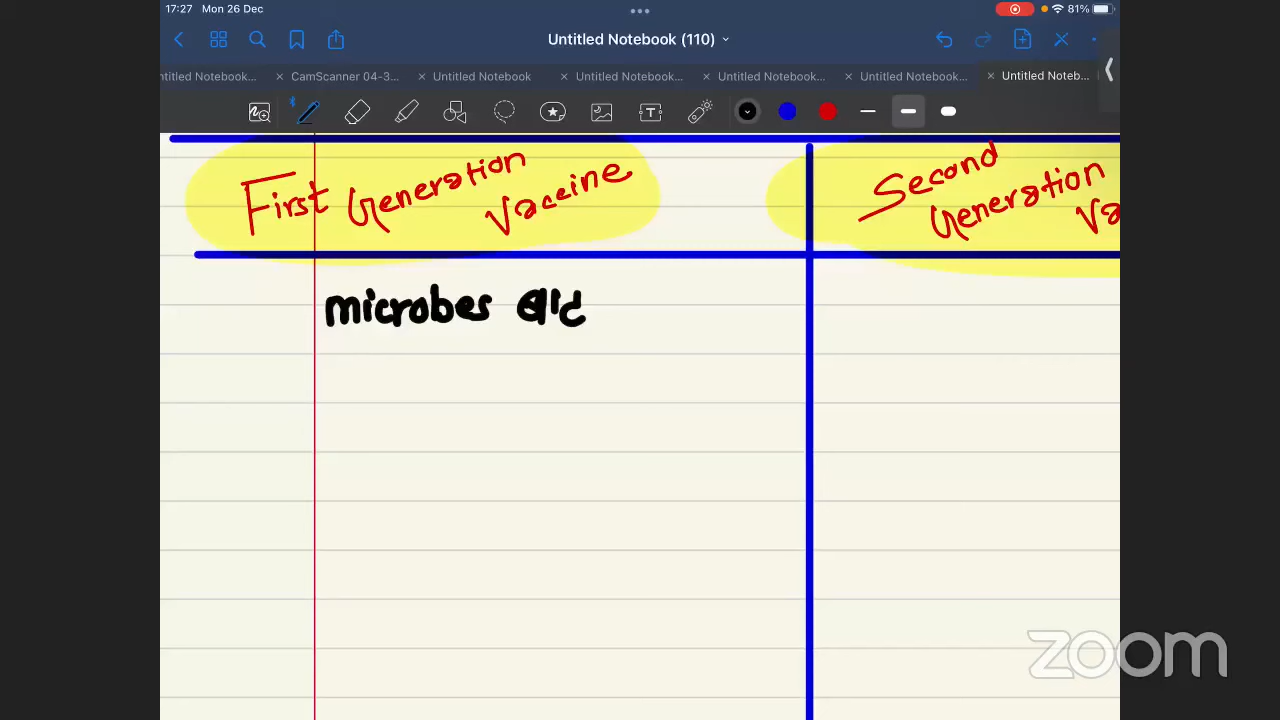 17:27 Mon 26 Dec
81%
Untitled Notebook (110)
ntitled Notebook...
CamScanner 04-3...
Untitled Notebook
Untitled Notebook...
Untitled Notebook...
Untitled Notebook...
Untitled Noteb...
First Generation
Vaccine
Second
Generation
Va
microbes
zoom